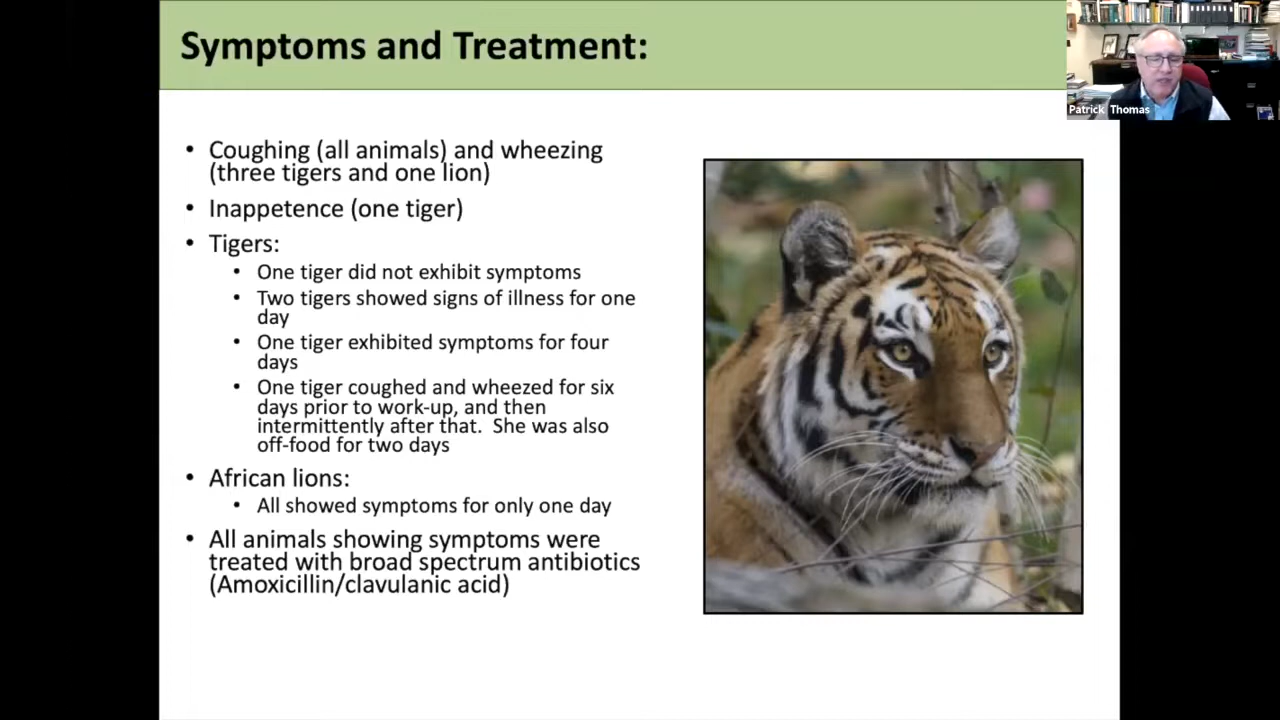 Symptoms and Treatment:
Patrick Thomas
• Coughing (all animals) and wheezing
(three tigers and one lion)
• Inappetence (one tiger)
• Tigers:
• One tiger did not exhibit symptoms
• Two tigers showed signs of illness for one
day
• One tiger exhibited symptoms for four
days
• One tiger coughed and wheezed for six
days prior to work-up, and then
intermittently after that. She was also
off-food for two days
• African lions:
• All showed symptoms for only one day
• All animals showing symptoms were
treated with broad spectrum antibiotics
(Amoxicillin/clavulanic acid)